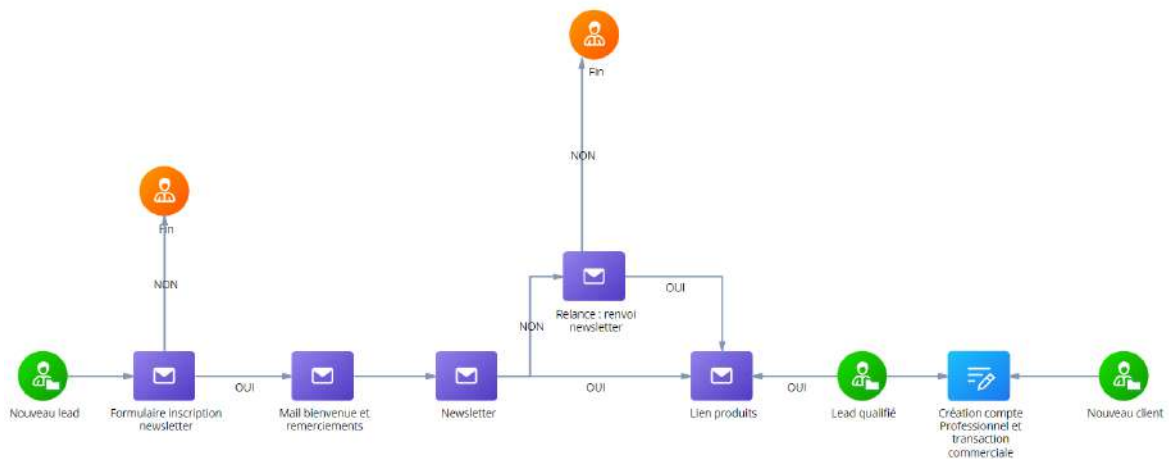 Fin
NON
Fin
NON
OUI
Relance : renvoi
newsletter
NON
OUI
OUI
OUI
Nouveau lead
Formulaire inscription
newsletter
Mail bienvenue et
remerciements
Newsletter
Lien produits
Lead qualifié
Création compte
Professionnel et
transaction
commerciale
Nouveau client